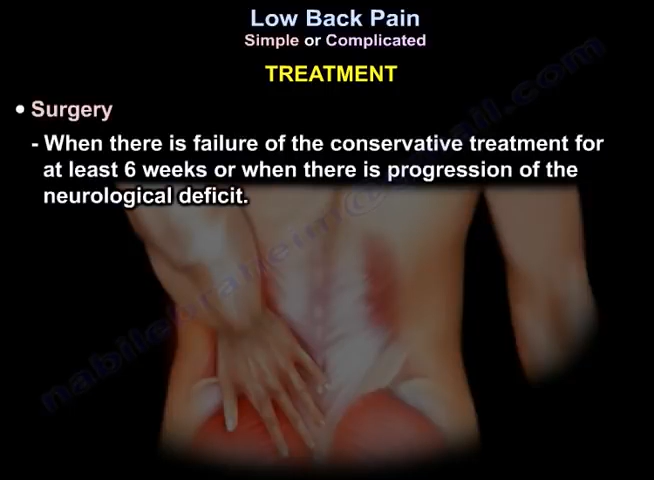 Low Back Pain
Simple or Complicated
TREATMENT
• Surgery
- When there is failure of the conservative treatment for
at least 6 weeks or when there is progression of the
neurological deficit.